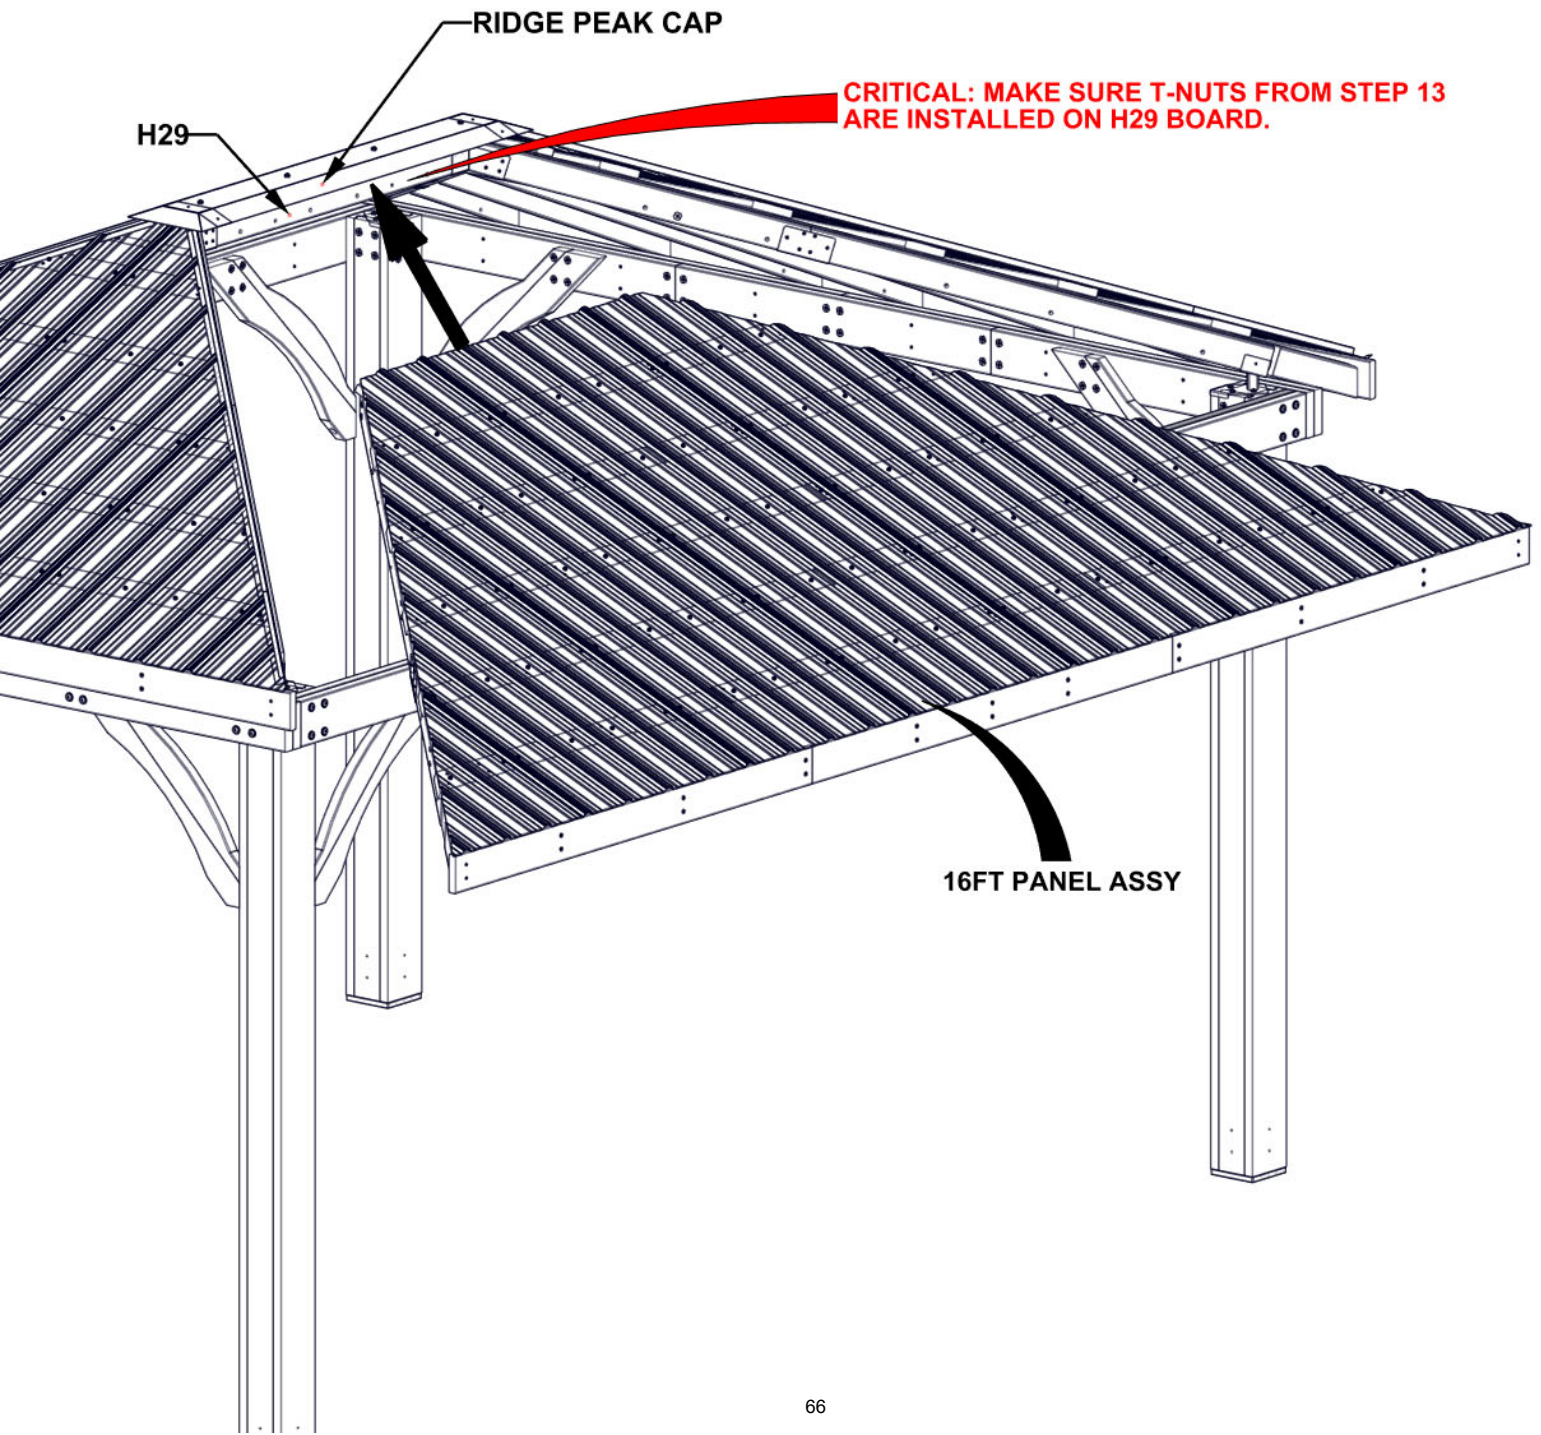 RIDGE PEAK CAP
CRITICAL: MAKE SURE T-NUTS FROM STEP 13
ARE INSTALLED ON H29 BOARD.
H29
16FT PANEL ASSY
66